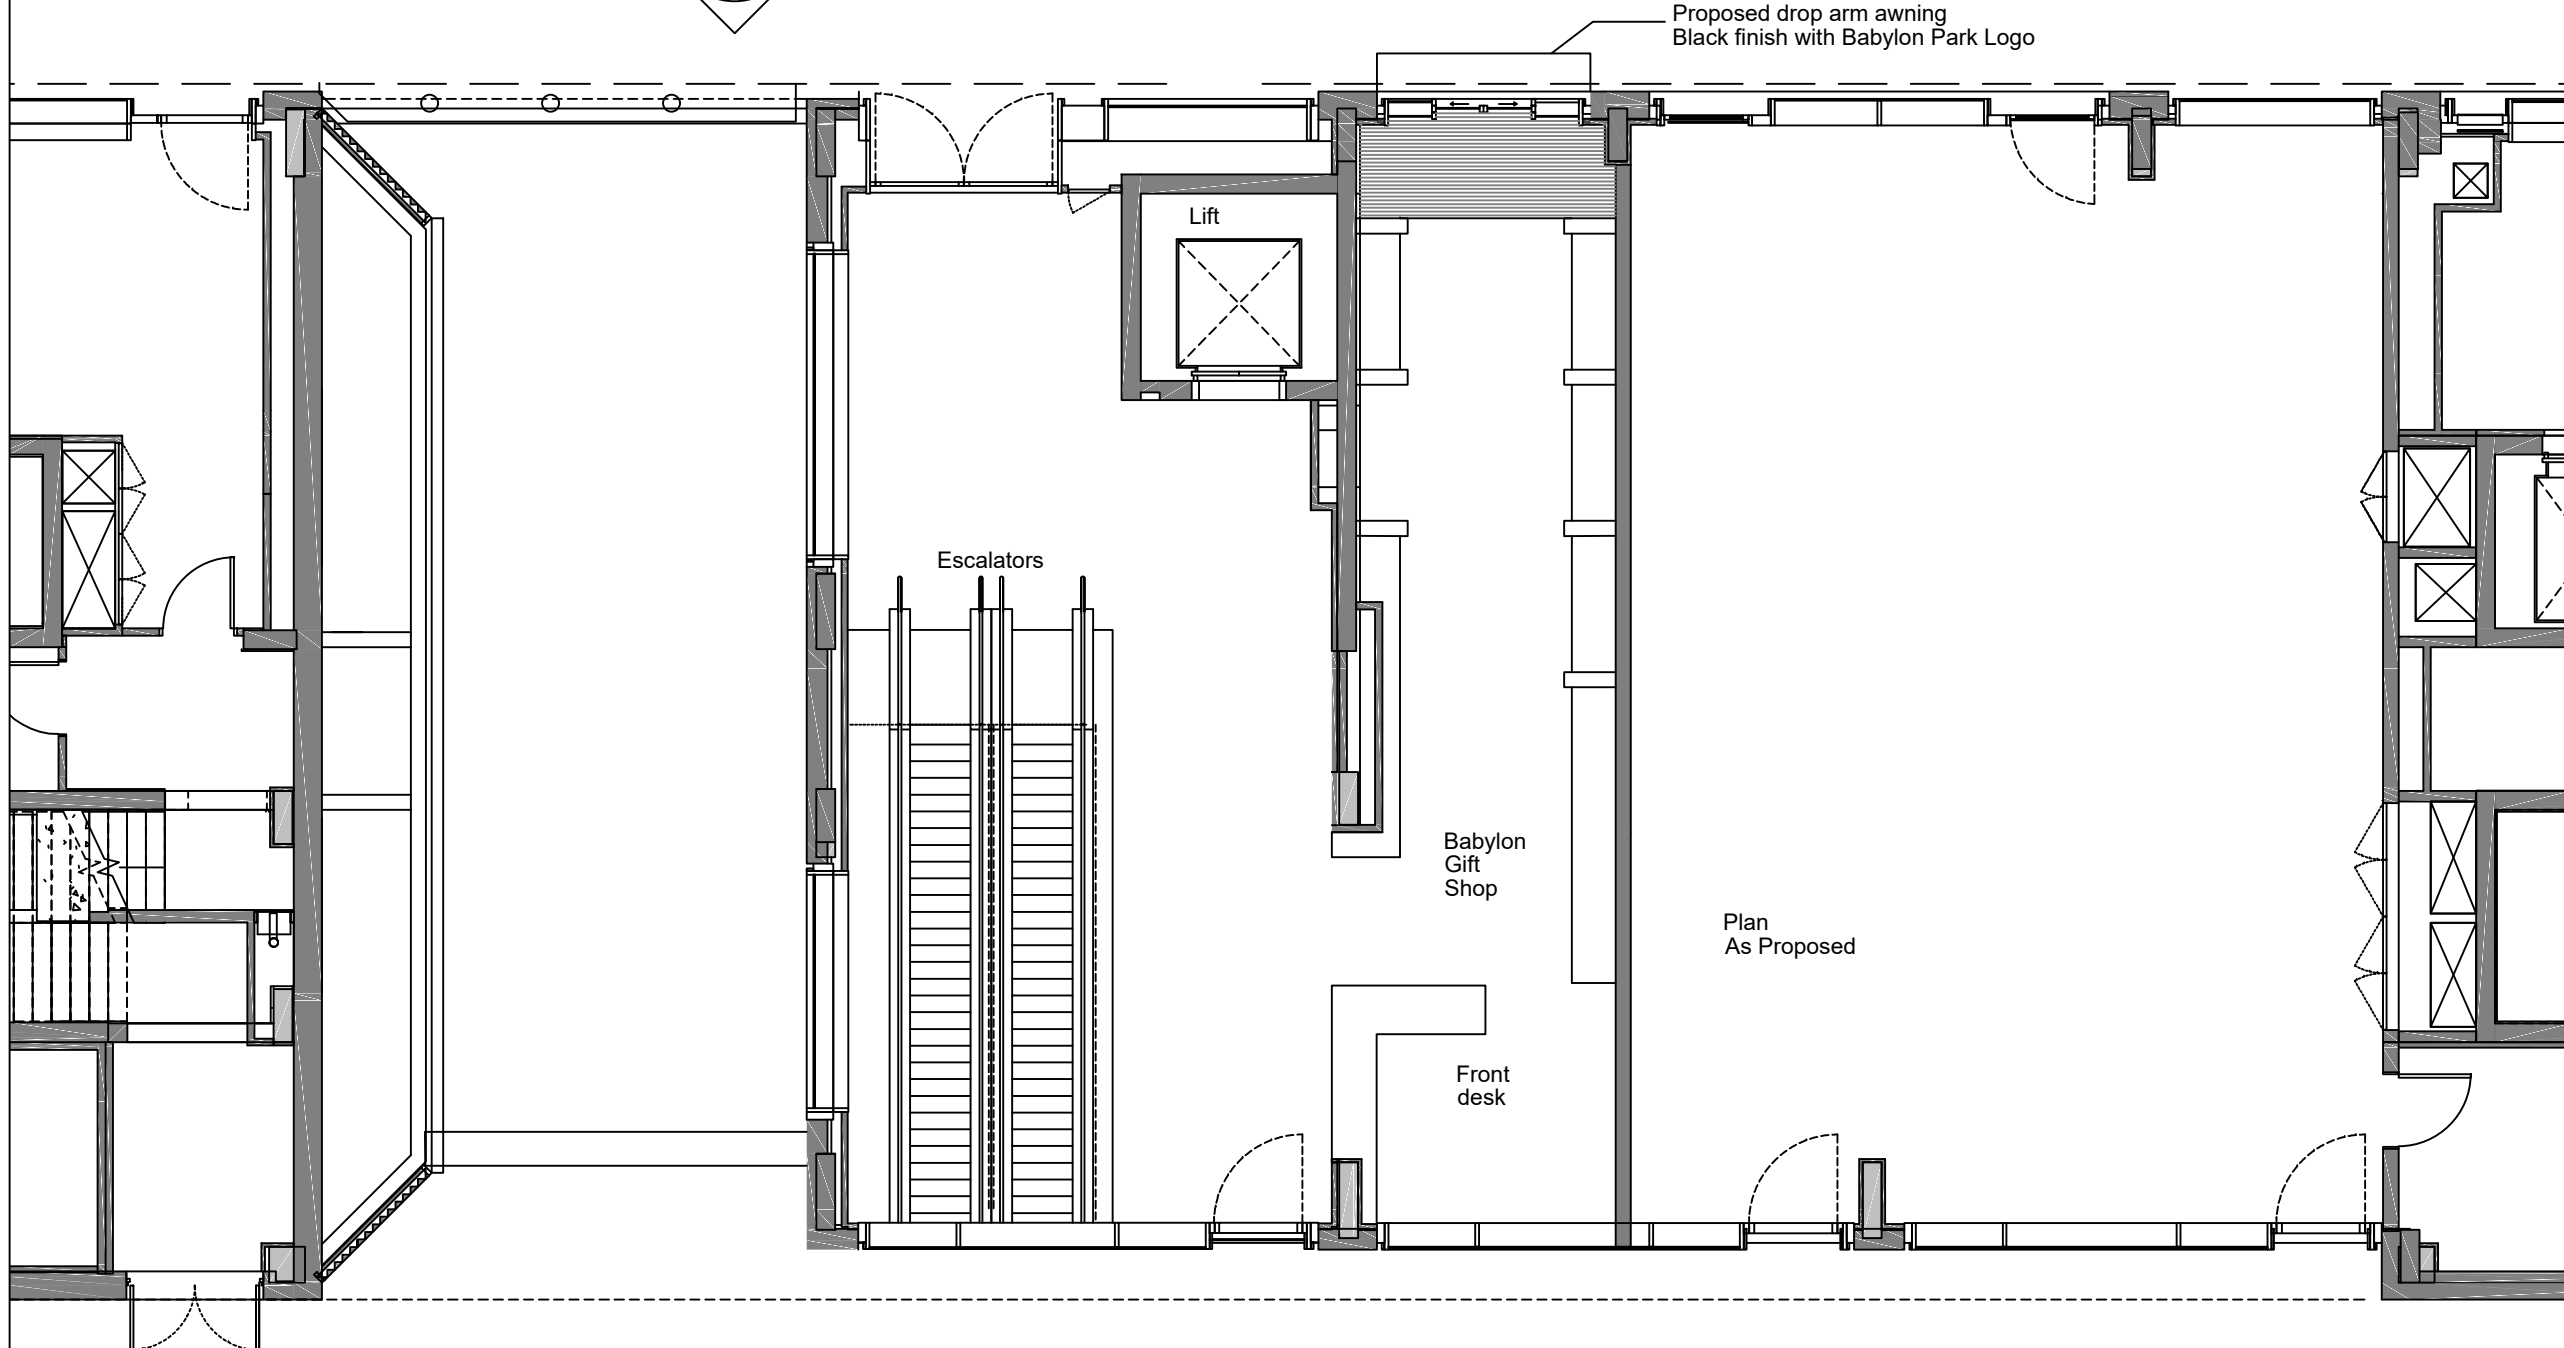 Proposed drop arm awning
Black finish with Babylon Park Logo
Lift
Escalators
Babylon
Gift
Shop
Plan
As Proposed
Front
desk